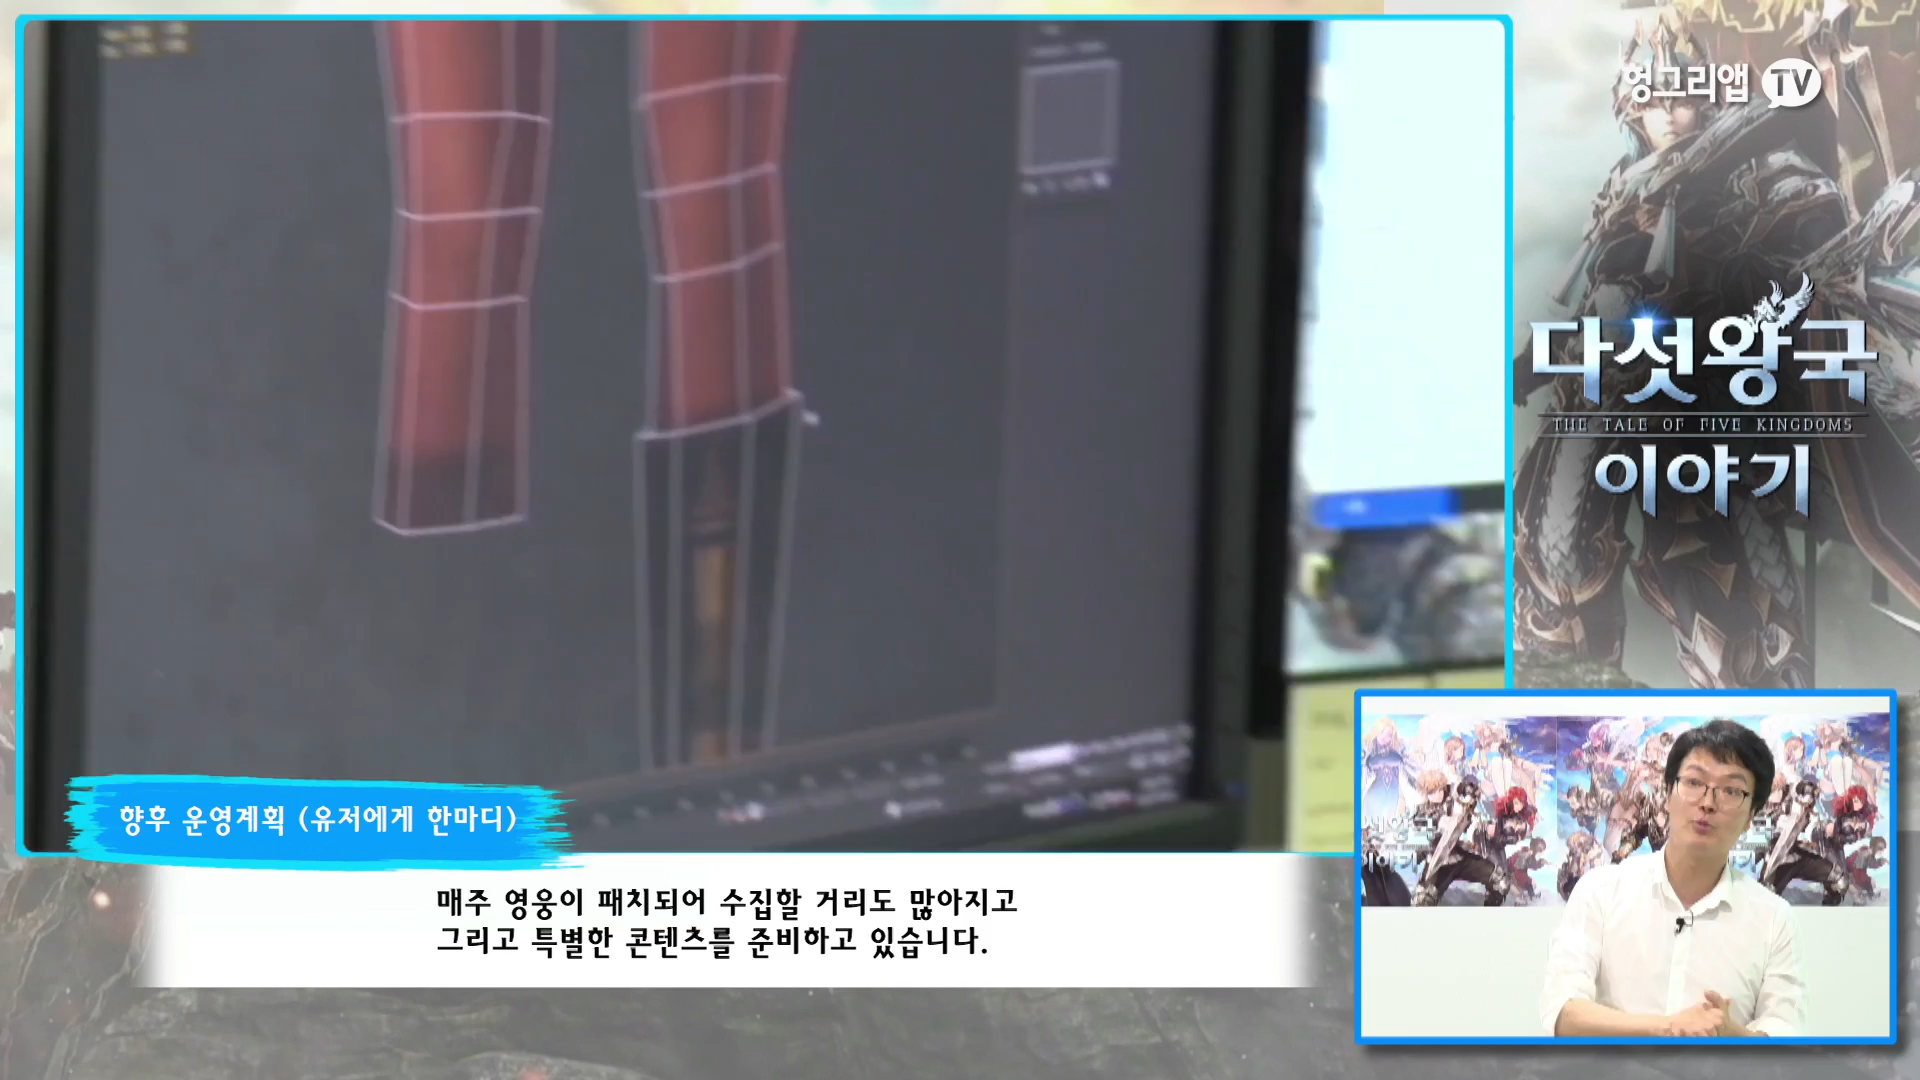 헝그리앱 TV
다섯왕국
THE TALE OF FIVE KINGDOMS
이야기
향후 운영계획 (유저에게 한마디)
매주 영웅이 패치되어 수집할 거리도 많아지고
그리고 특별한 콘텐츠를 준비하고 있습니다.